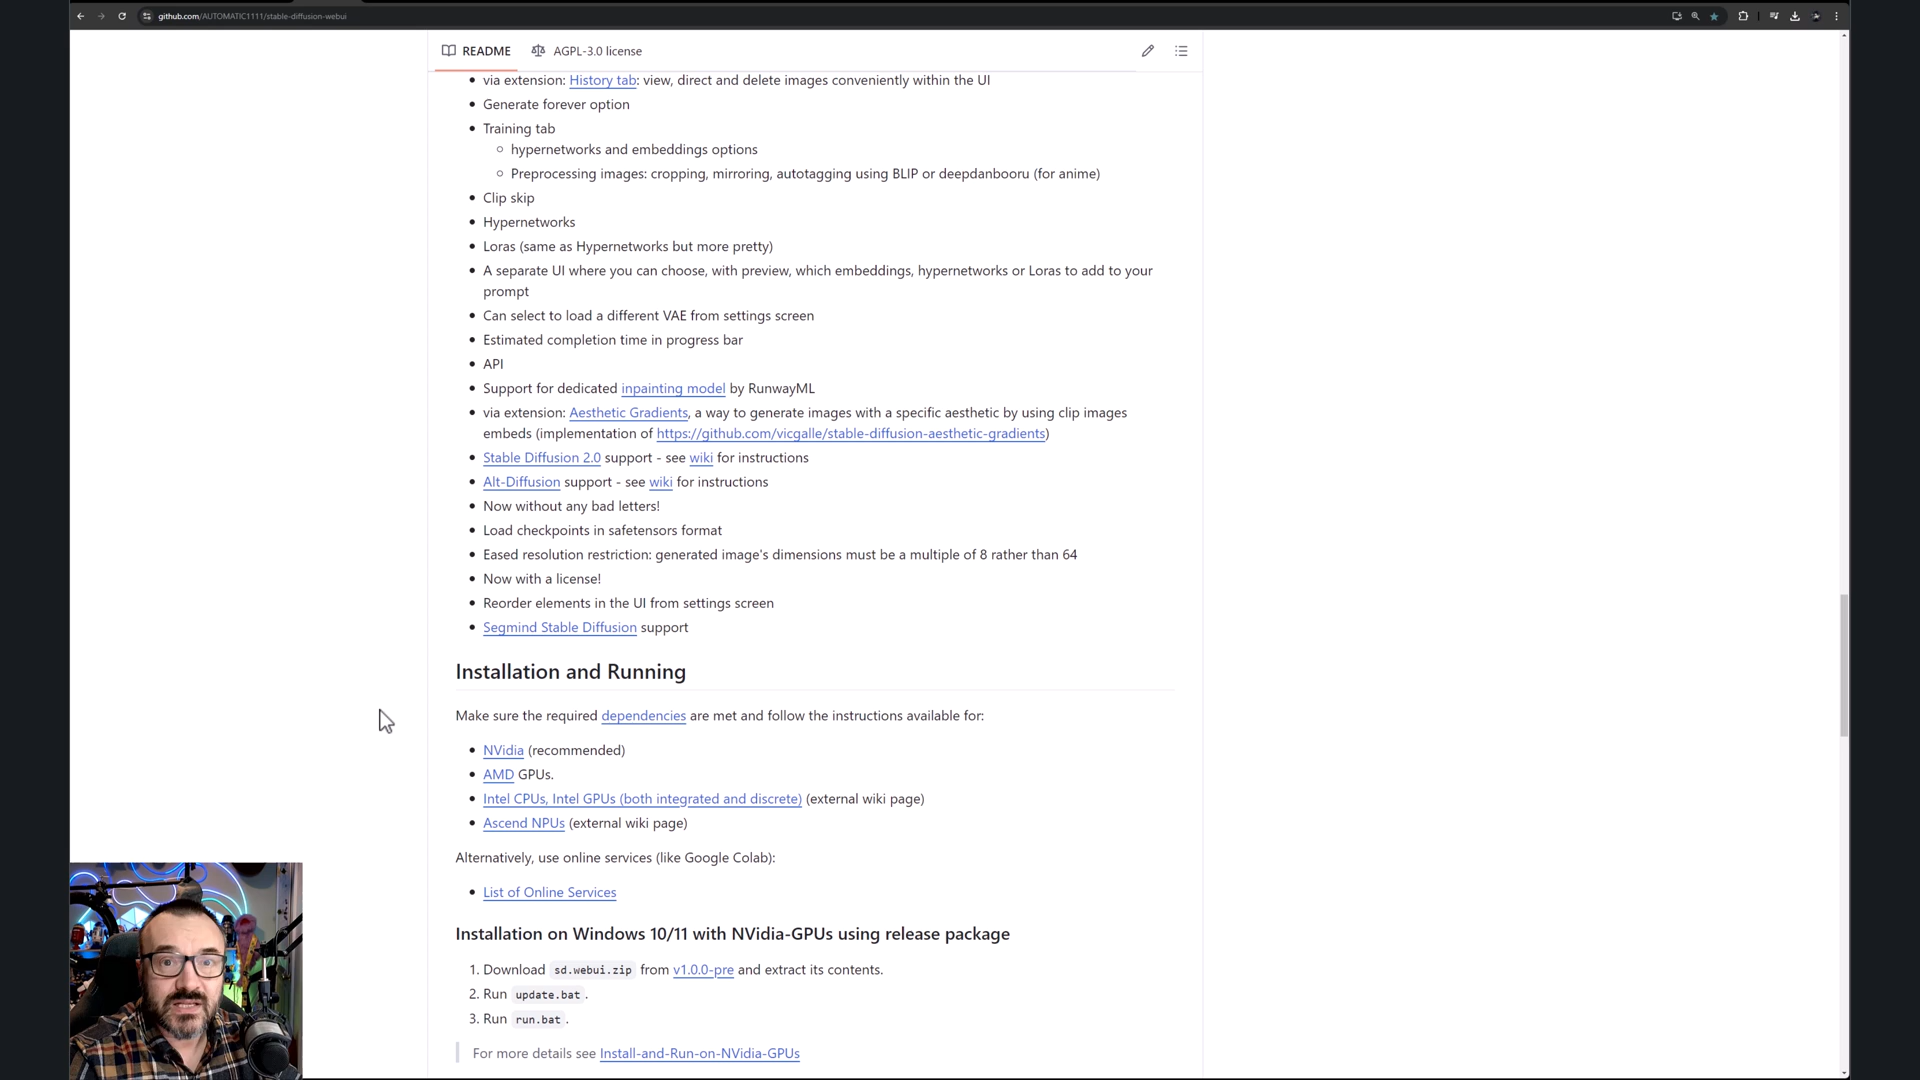 github.com/AUTOMATIC1111/stable-diffusion-webui
README
AGPL-3.0 license
via extension: History tab: view, direct and delete images conveniently within the UI
Generate forever option
Training tab
hypernetworks and embeddings options
Preprocessing images: cropping, mirroring, autotagging using BLIP or deepdanbooru (for anime)
Clip skip
Hypernetworks
Loras (same as Hypernetworks but more pretty)
A separate UI where you can choose, with preview, which embeddings, hypernetworks or Loras to add to your
prompt
Can select to load a different VAE from settings screen
Estimated completion time in progress bar
API
Support for dedicated inpainting model by RunwayML
via extension: Aesthetic Gradients, a way to generate images with a specific aesthetic by using clip images
embeds (implementation of https://github.com/vicgalle/stable-diffusion-aesthetic-gradients)
Stable Diffusion 2.0 support - see wiki for instructions
Alt-Diffusion support - see wiki for instructions
Now without any bad letters!
Load checkpoints in safetensors format
Eased resolution restriction: generated image's dimensions must be a multiple of 8 rather than 64
Now with a license!
Reorder elements in the UI from settings screen
Segmind Stable Diffusion support
Installation and Running
Make sure the required dependencies are met and follow the instructions available for:
NVidia (recommended)
AMD GPUs.
Intel CPUs, Intel GPUs (both integrated and discrete) (external wiki page)
Ascend NPUs (external wiki page)
Alternatively, use online services (like Google Colab):
List of Online Services
Installation on Windows 10/11 with NVidia-GPUs using release package
1. Download sd.webui.zip from v1.0.0-pre and extract its contents.
2. Run update.bat.
3. Run run.bat.
For more details see Install-and-Run-on-NVidia-GPUs